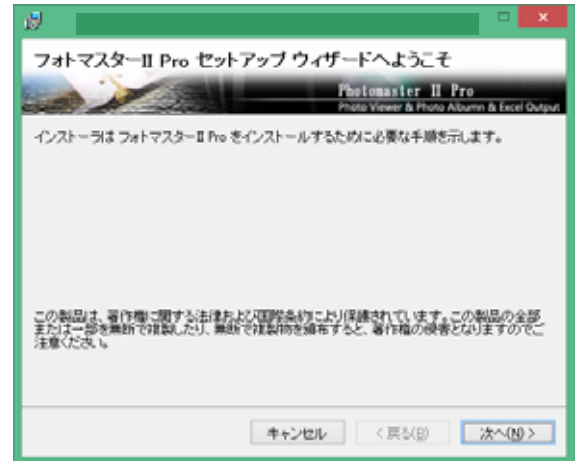 フォトマスターII Pro セットアップ ウィザードへようこそ
Photomaster II Pro
Photo Viewer & Photo Album & Excel Output
インストーラは フォトマスターII Pro をインストールするために必要な手順を示します。
この製品は、著作権に関する法律および国際条約により保護されています。この製品の全部
または一部を無断で複製したり、無断で複製物を頒布すると、著作権の侵害となりますのでご
注意ください。
キャンセル
< 戻る(B)
次へ(N) >